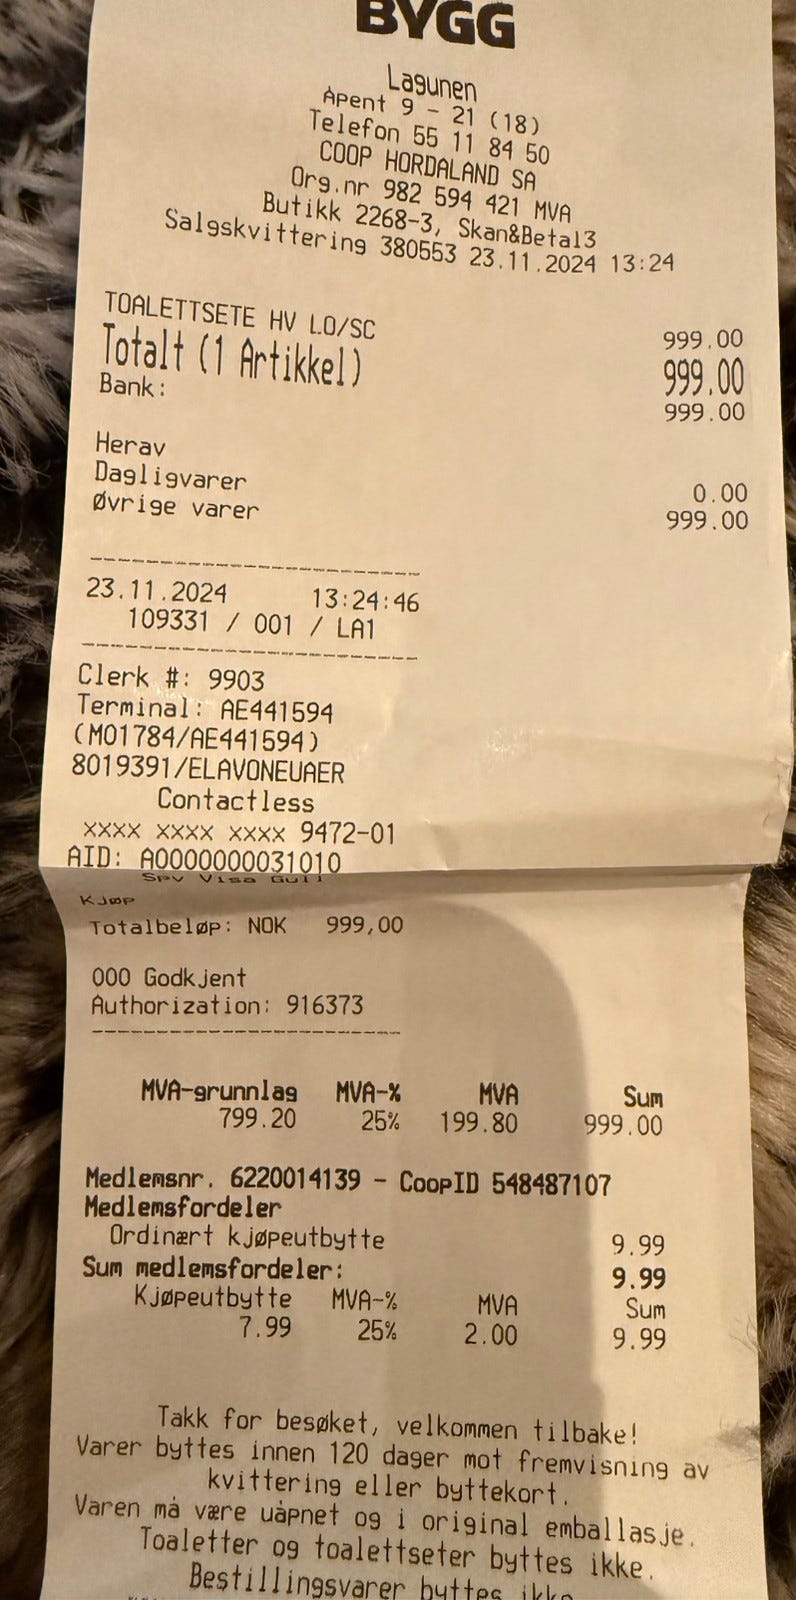 BYGG
Lagunen
Åpent 9 - 21 (18)
Telefon 55 11 84 50
COOP HORDALAND SA
Org.nr 982 594 421 MVA
Butikk 2268-3, Skan&Betal3
Salgskvittering 380553 23.11.2024 13:24
TOALETTSETE HV LO/SC 999.00
Totalt (1 Artikkel) 999.00
Bank: 999.00
Herav
Dagligvarer 0.00
Øvrige varer 999.00
23.11.2024 13:24:46
109331 / 001 / LA1
Clerk #: 9903
Terminal: AE441594
(M01784/AE441594)
8019391/ELAVONEUAER
Contactless
xxxx xxxx xxxx 9472-01
AID: A0000000031010
Spv Visa Gull
KJØP
Totalbeløp: NOK 999,00
000 Godkjent
Authorization: 916373
MVA-grunnlag MVA-% MVA Sum
799.20 25% 199.80 999.00
Medlemsnr. 6220014139 - CoopID 548487107
Medlemsfordeler
Ordinært kjøpeutbytte 9.99
Sum medlemsfordeler: 9.99
Kjøpeutbytte MVA-% MVA Sum
7.99 25% 2.00 9.99
Takk for besøket, velkommen tilbake!
Varer byttes innen 120 dager mot fremvisning av
kvittering eller byttekort.
Varen må være uåpnet og i original emballasje.
Toaletter og toalettseter byttes ikke.
Bestillingsvarer byttes ikke